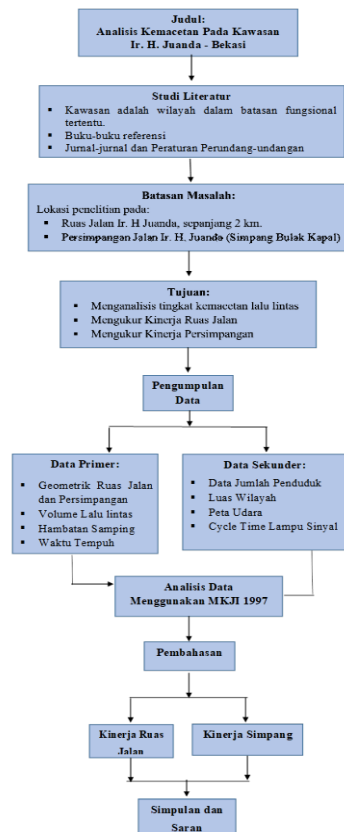 Judul:
Analisis Kemacetan Pada Kawasan
Ir. H. Juanda - Bekasi
Studi Literatur
▪ Kawasan adalah wilayah dalam batasan fungsional
tertentu.
▪ Buku-buku referensi
▪ Jurnal-jurnal dan Peraturan Perundang-undangan
Batasan Masalah:
Lokasi penelitian pada:
▪ Ruas Jalan Ir. H Juanda, sepanjang 2 km.
▪ Persimpangan Jalan Ir. H. Juanda (Simpang Bulak Kapal)
Tujuan:
▪ Menganalisis tingkat kemacetan lalu lintas
▪ Mengukur Kinerja Ruas Jalan
▪ Mengukur Kinerja Persimpangan
Pengumpulan
Data
Data Primer:
▪ Geometrik Ruas Jalan
dan Persimpangan
▪ Volume Lalu lintas
▪ Hambatan Samping
▪ Waktu Tempuh
Data Sekunder:
▪ Data Jumlah Penduduk
▪ Luas Wilayah
▪ Peta Udara
▪ Cycle Time Lampu Sinyal
Analisis Data
Menggunakan MKJI 1997
Pembahasan
Kinerja Ruas
Jalan
Kinerja Simpang
Simpulan dan
Saran